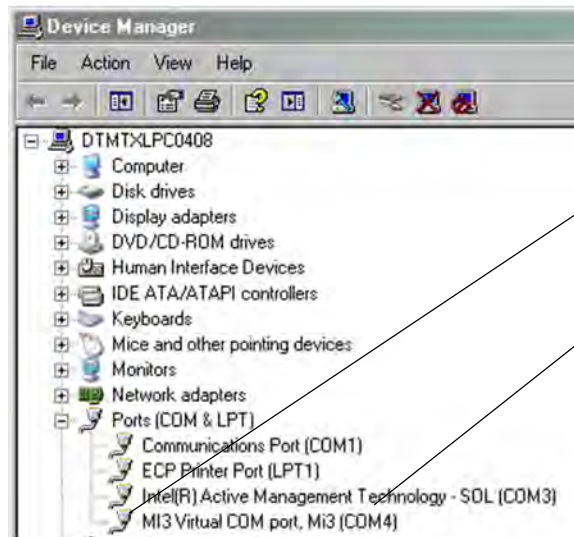 Device Manager
File Action View Help
DTMTXLPC0408
Computer
Disk drives
Display adapters
DVD/CD-ROM drives
Human Interface Devices
IDE ATA/ATAPI controllers
Keyboards
Mice and other pointing devices
Monitors
Network adapters
Ports (COM & LPT)
Communications Port (COM1)
ECP Printer Port (LPT1)
Intel(R) Active Management Technology - SOL (COM3)
MI3 Virtual COM port, Mi3 (COM4)